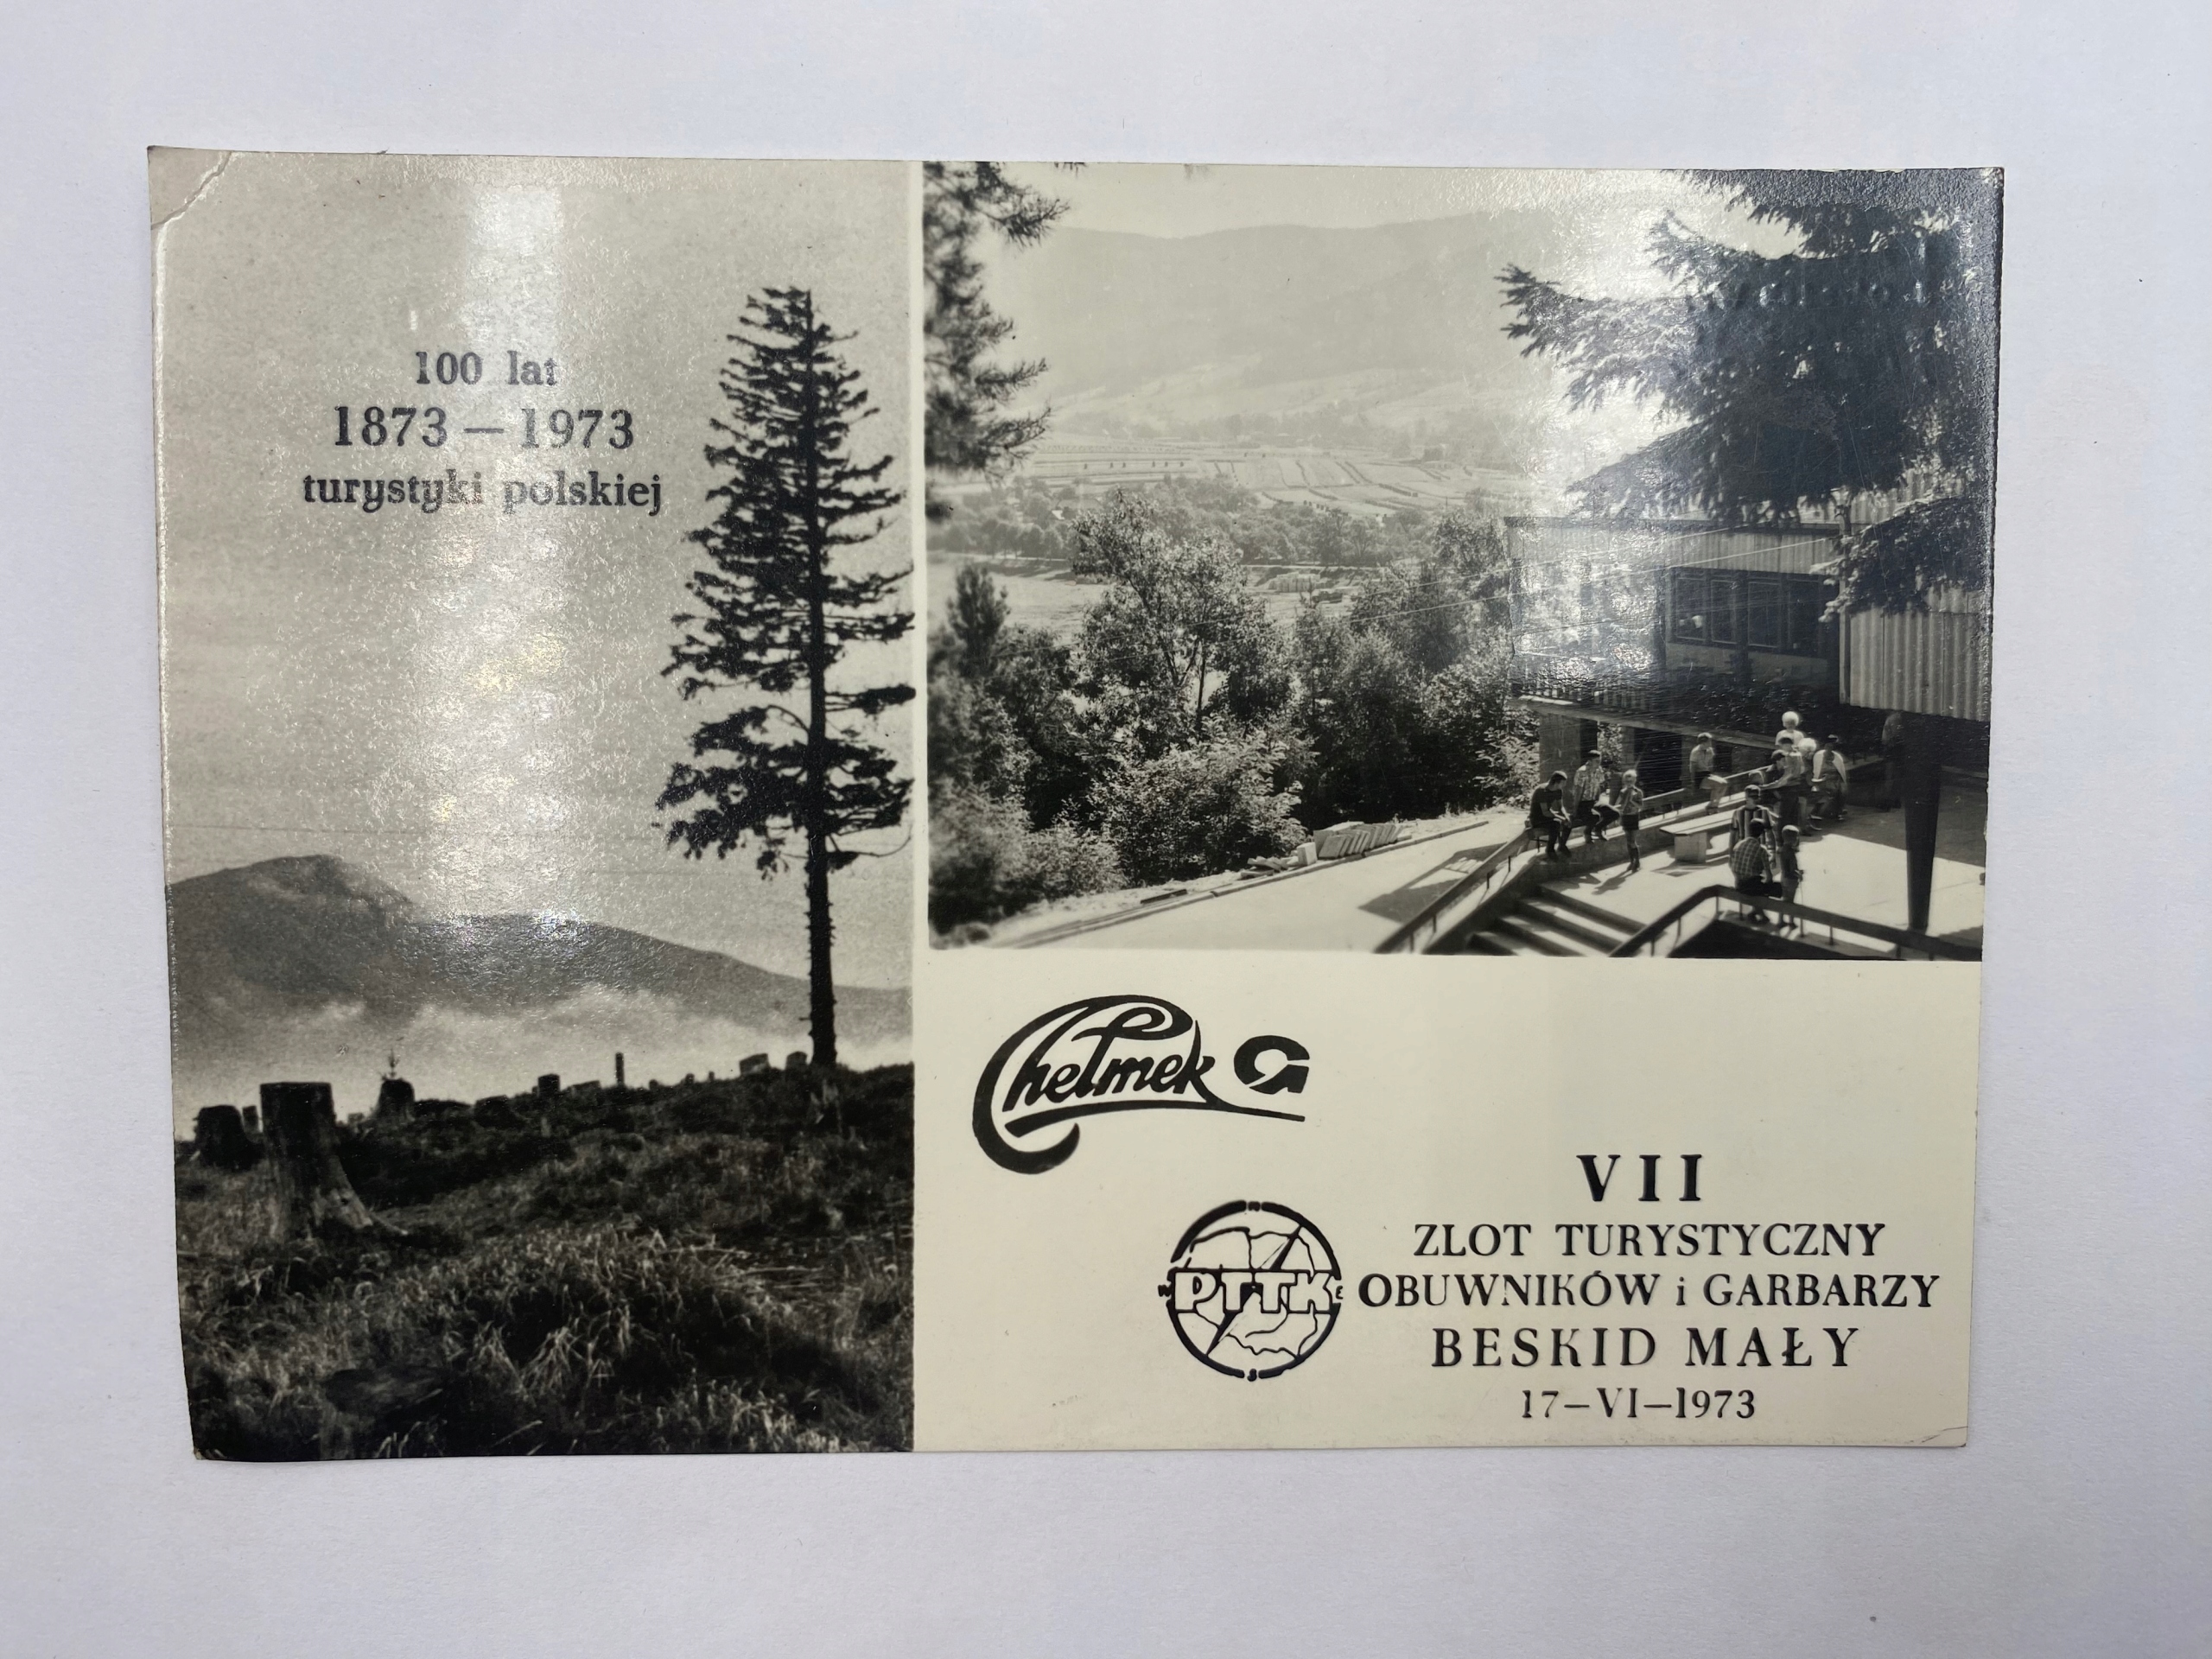 100 lat
1873 — 1973
turystyki polskiej
Chełmek
PTTK
VII
ZLOT TURYSTYCZNY
OBUWNIKÓW i GARBARZY
BESKID MAŁY
17—VI—1973